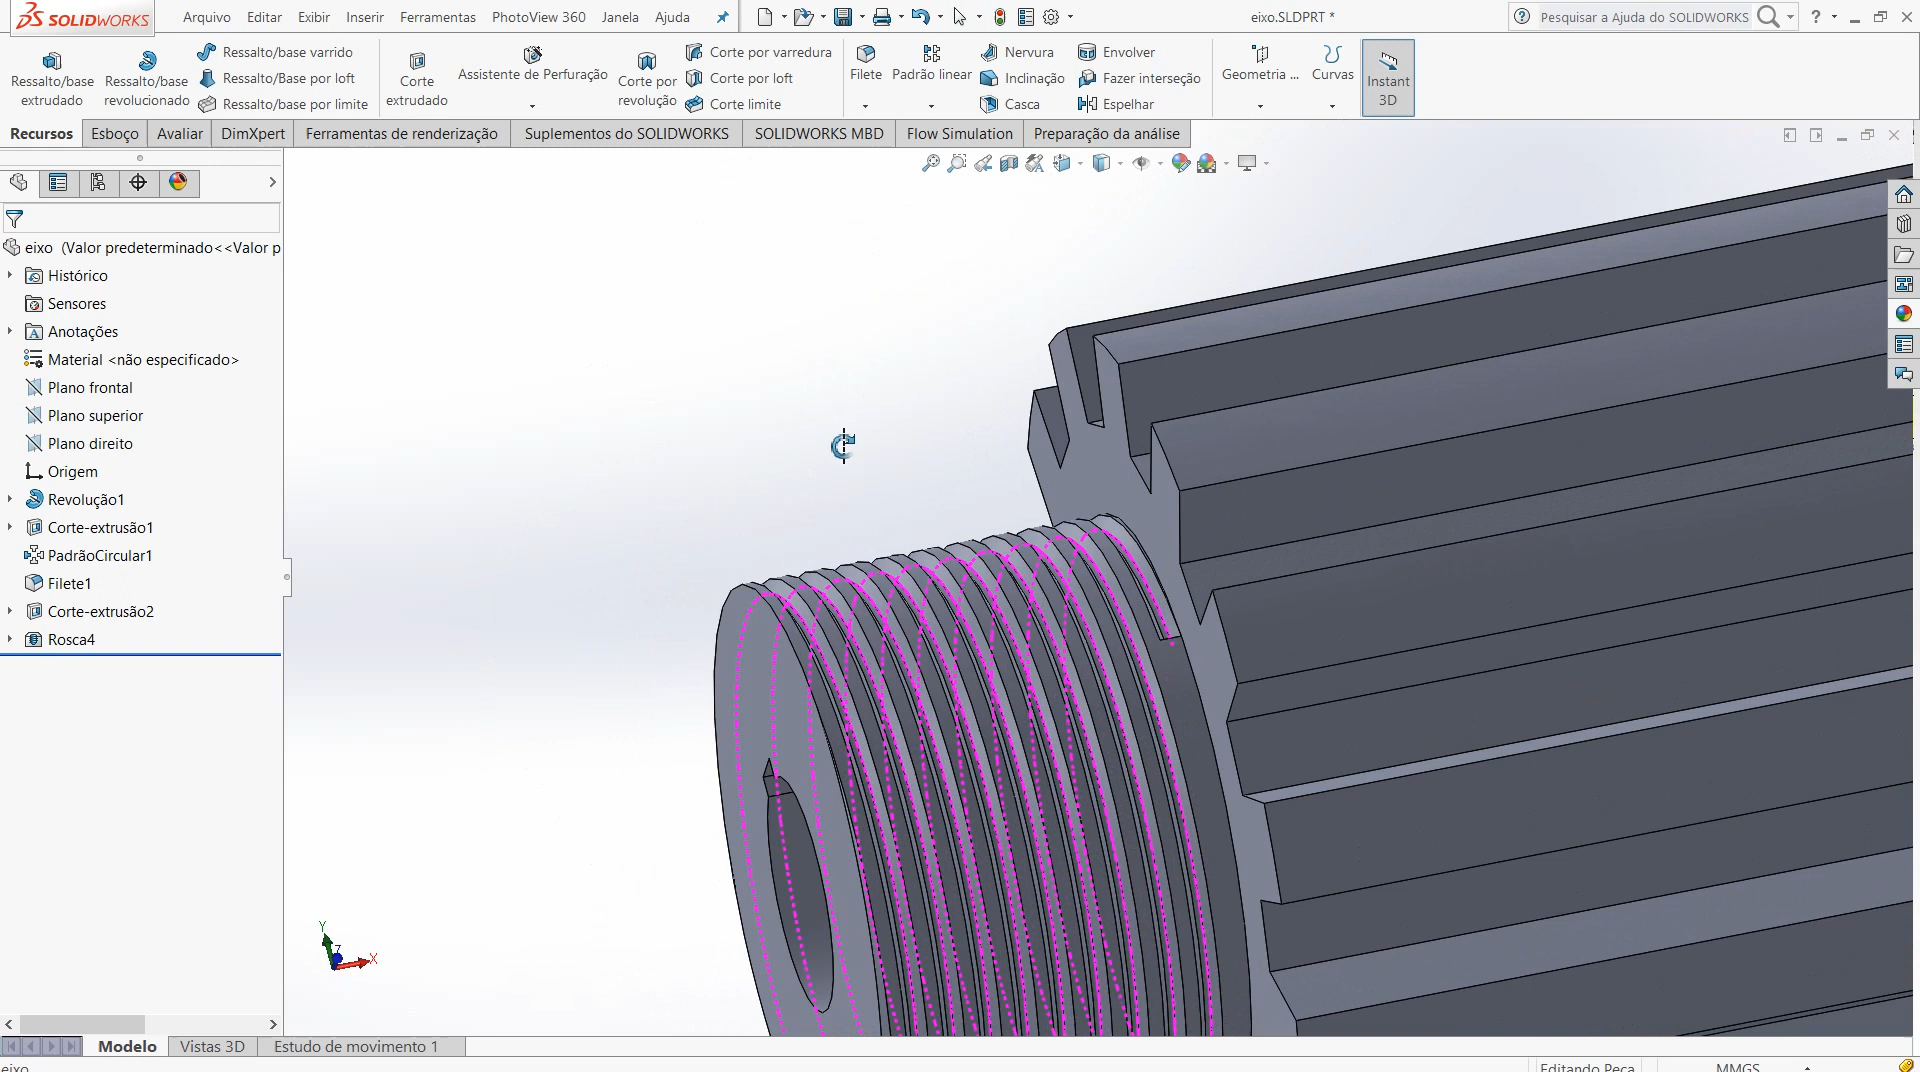 SOLIDWORKS
Arquivo Editar Exibir Inserir Ferramentas PhotoView 360 Janela Ajuda
eixo.SLDPRT *
Pesquisar a Ajuda do SOLIDWORKS
?
Ressalto/base extrudado
Ressalto/base revolucionado
Ressalto/base varrido
Ressalto/Base por loft
Ressalto/base por limite
Corte extrudado
Assistente de Perfuração
Corte por revolução
Corte por varredura
Corte por loft
Corte limite
Filete
Padrão linear
Nervura
Inclinação
Casca
Envolver
Fazer interseção
Espelhar
Geometria ...
Curvas
Instant 3D
Recursos Esboço Avaliar DimXpert Ferramentas de renderização Suplementos do SOLIDWORKS SOLIDWORKS MBD Flow Simulation Preparação da análise
eixo (Valor predeterminado<<Valor p
Histórico
Sensores
Anotações
Material <não especificado>
Plano frontal
Plano superior
Plano direito
Origem
Revolução1
Corte-extrusão1
PadrãoCircular1
Filete1
Corte-extrusão2
Rosca4
Y
Z
X
Modelo Vistas 3D Estudo de movimento 1
eixo Editando Peça MMGS